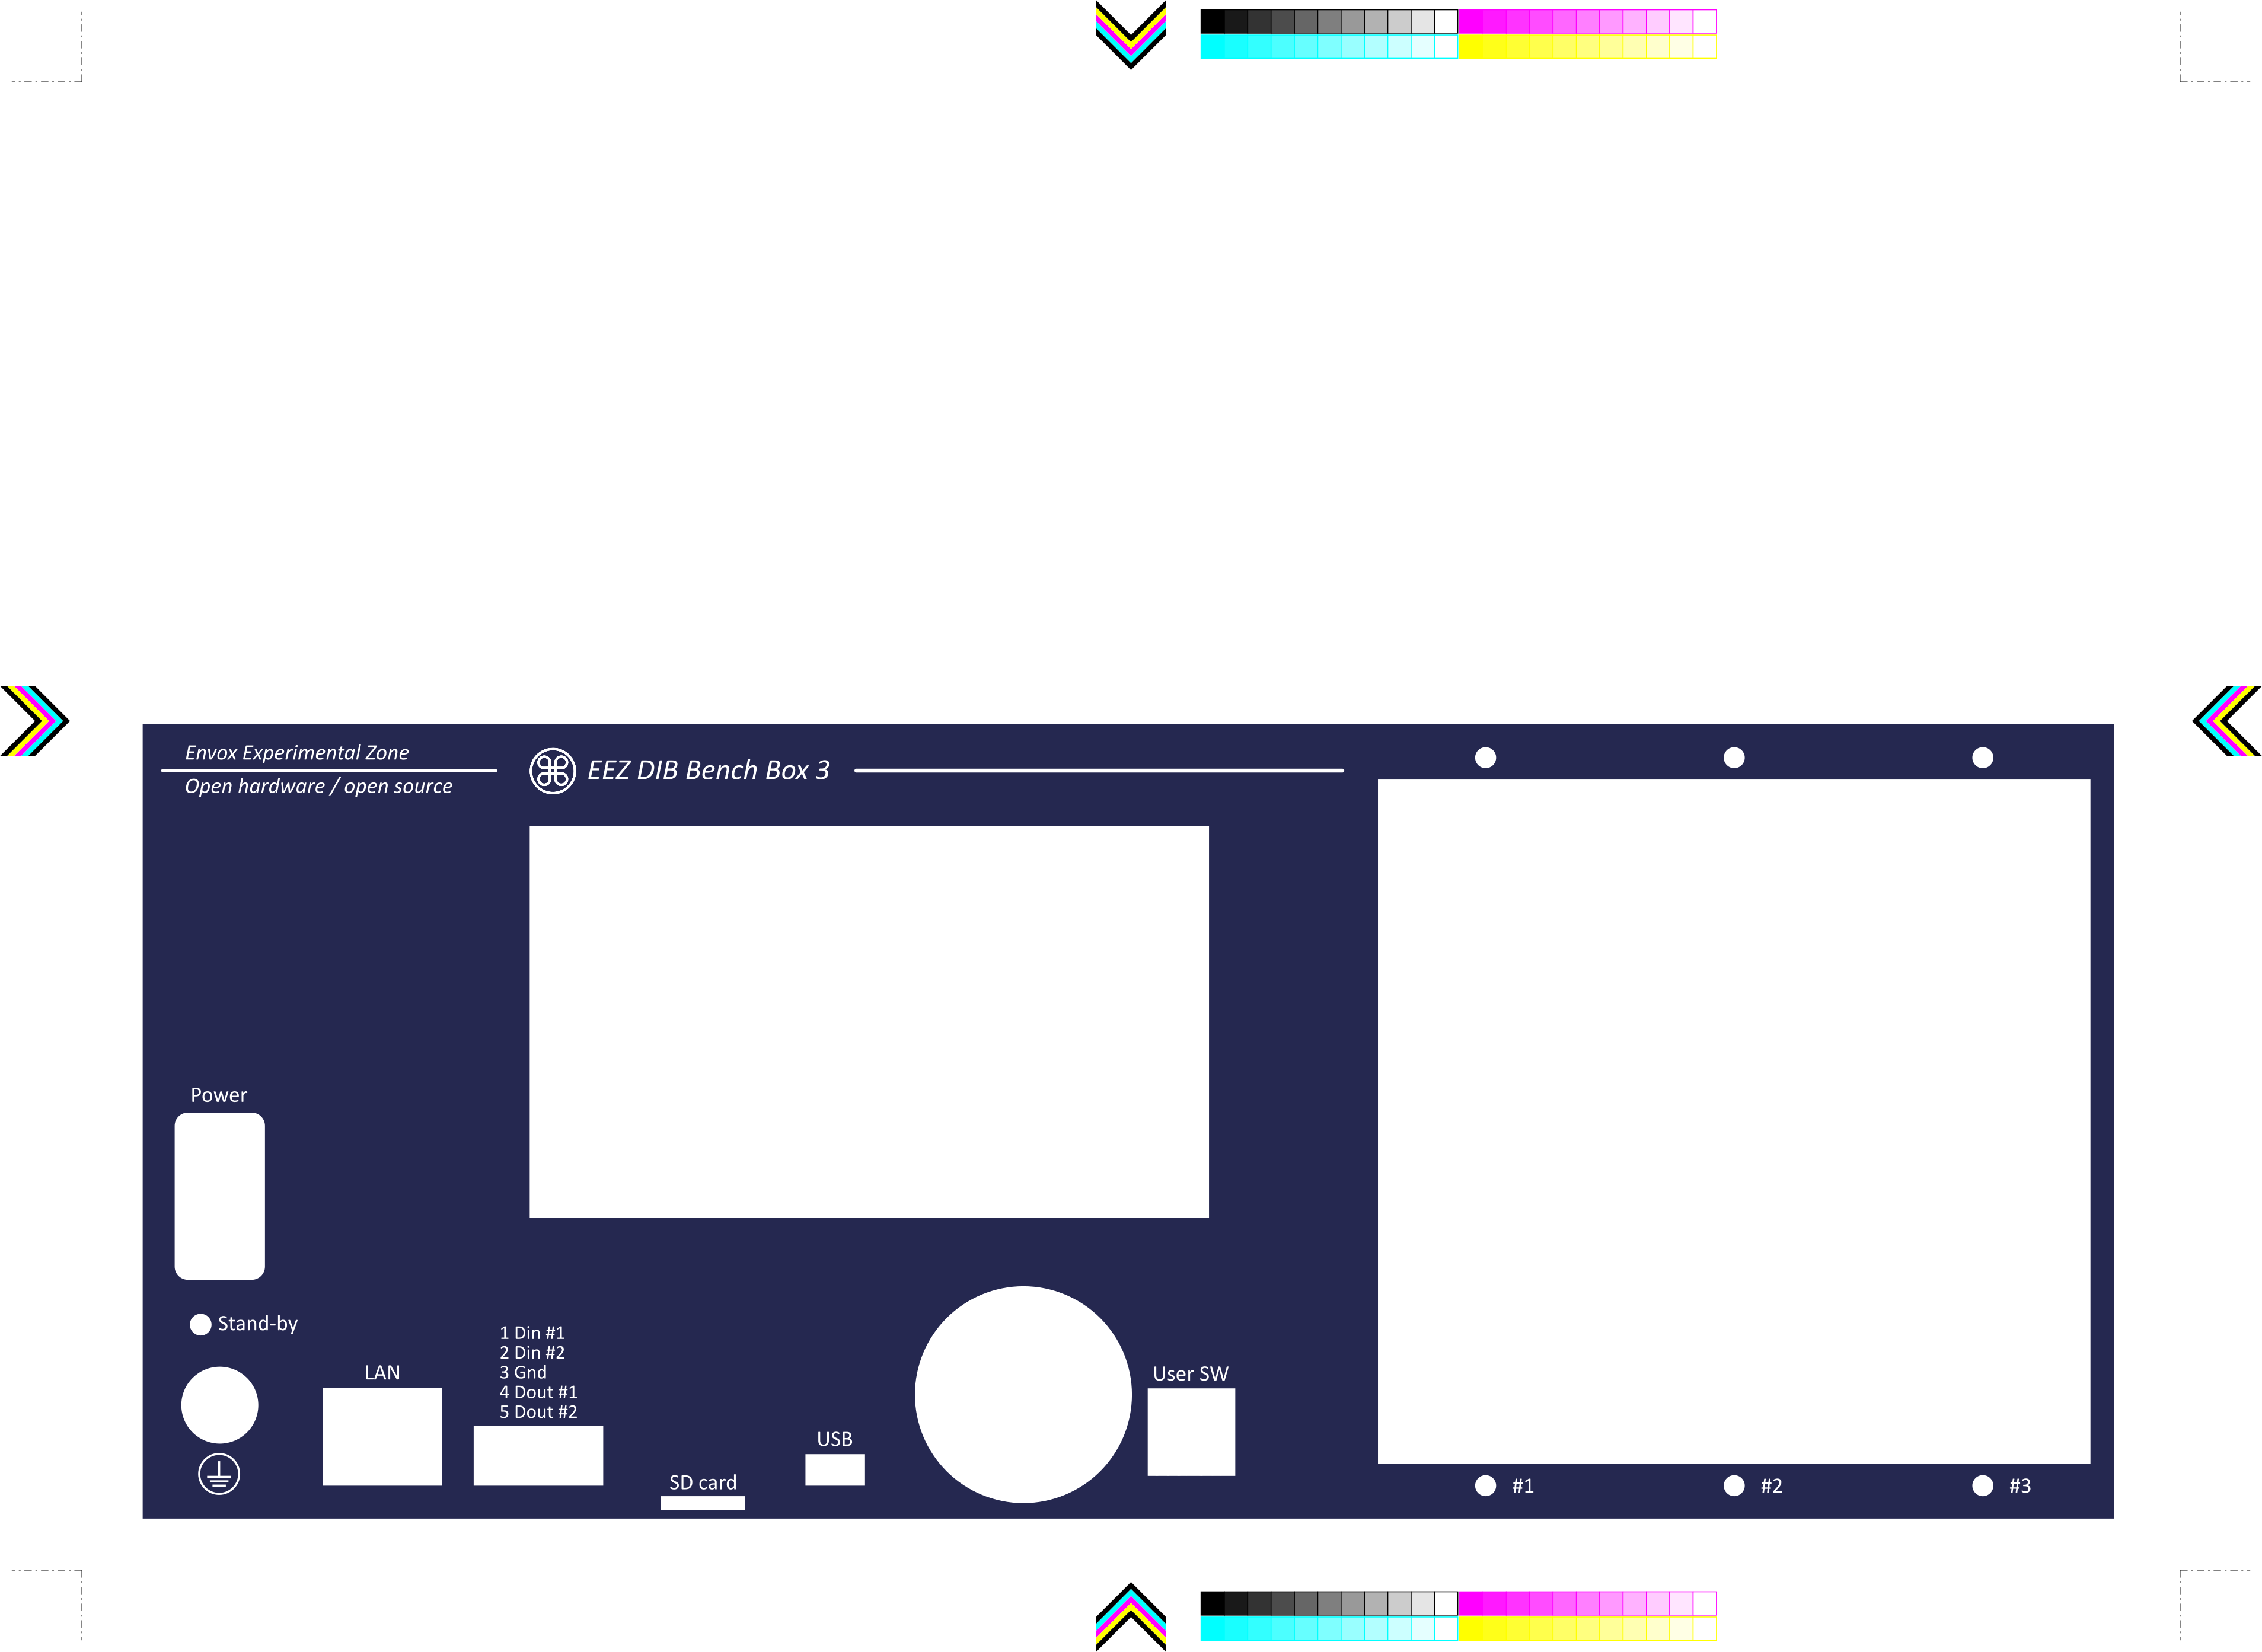 Envox Experimental Zone
Open hardware / open source
EEZ DIB Bench Box 3
Power
Stand-by
LAN
1 Din #1
2 Din #2
3 Gnd
4 Dout #1
5 Dout #2
SD card
USB
User SW
#1
#2
#3